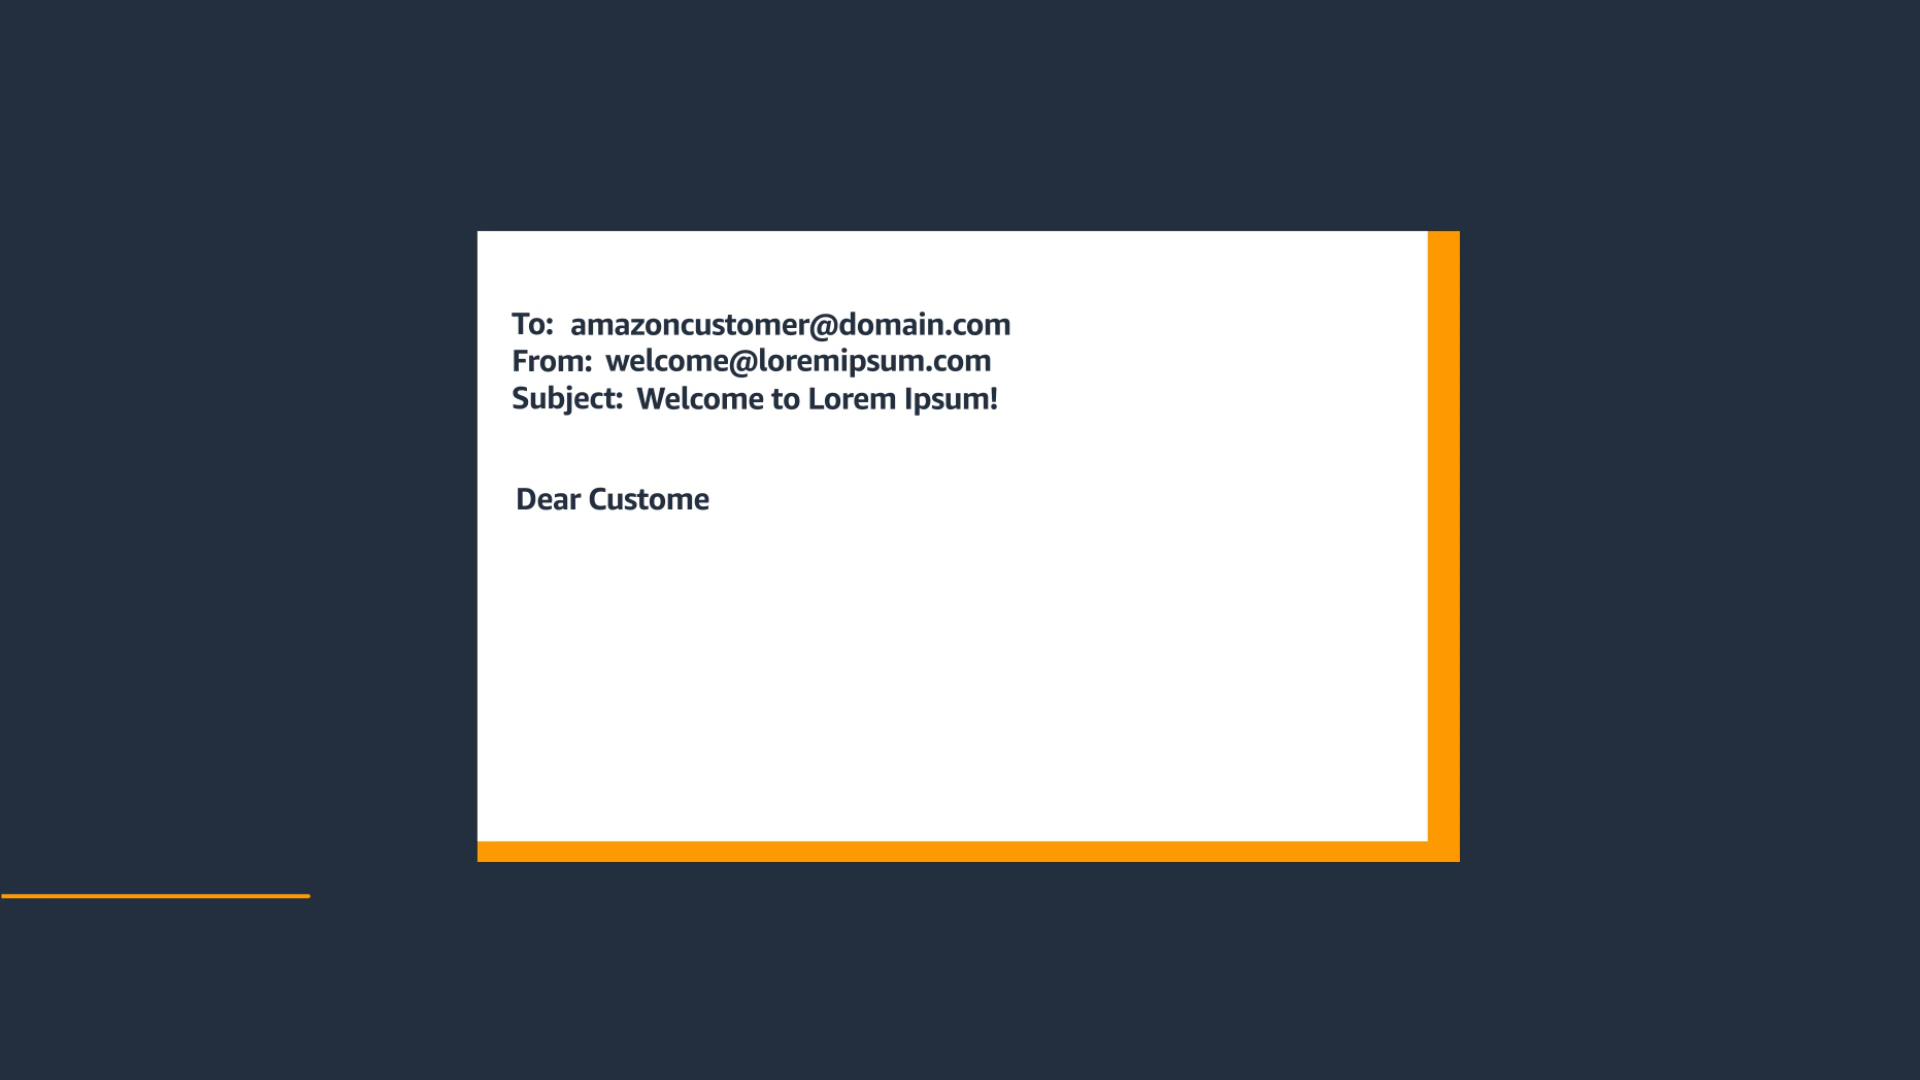 To: amazoncustomer@domain.com
From: welcome@loremipsum.com
Subject: Welcome to Lorem Ipsum!
Dear Custome